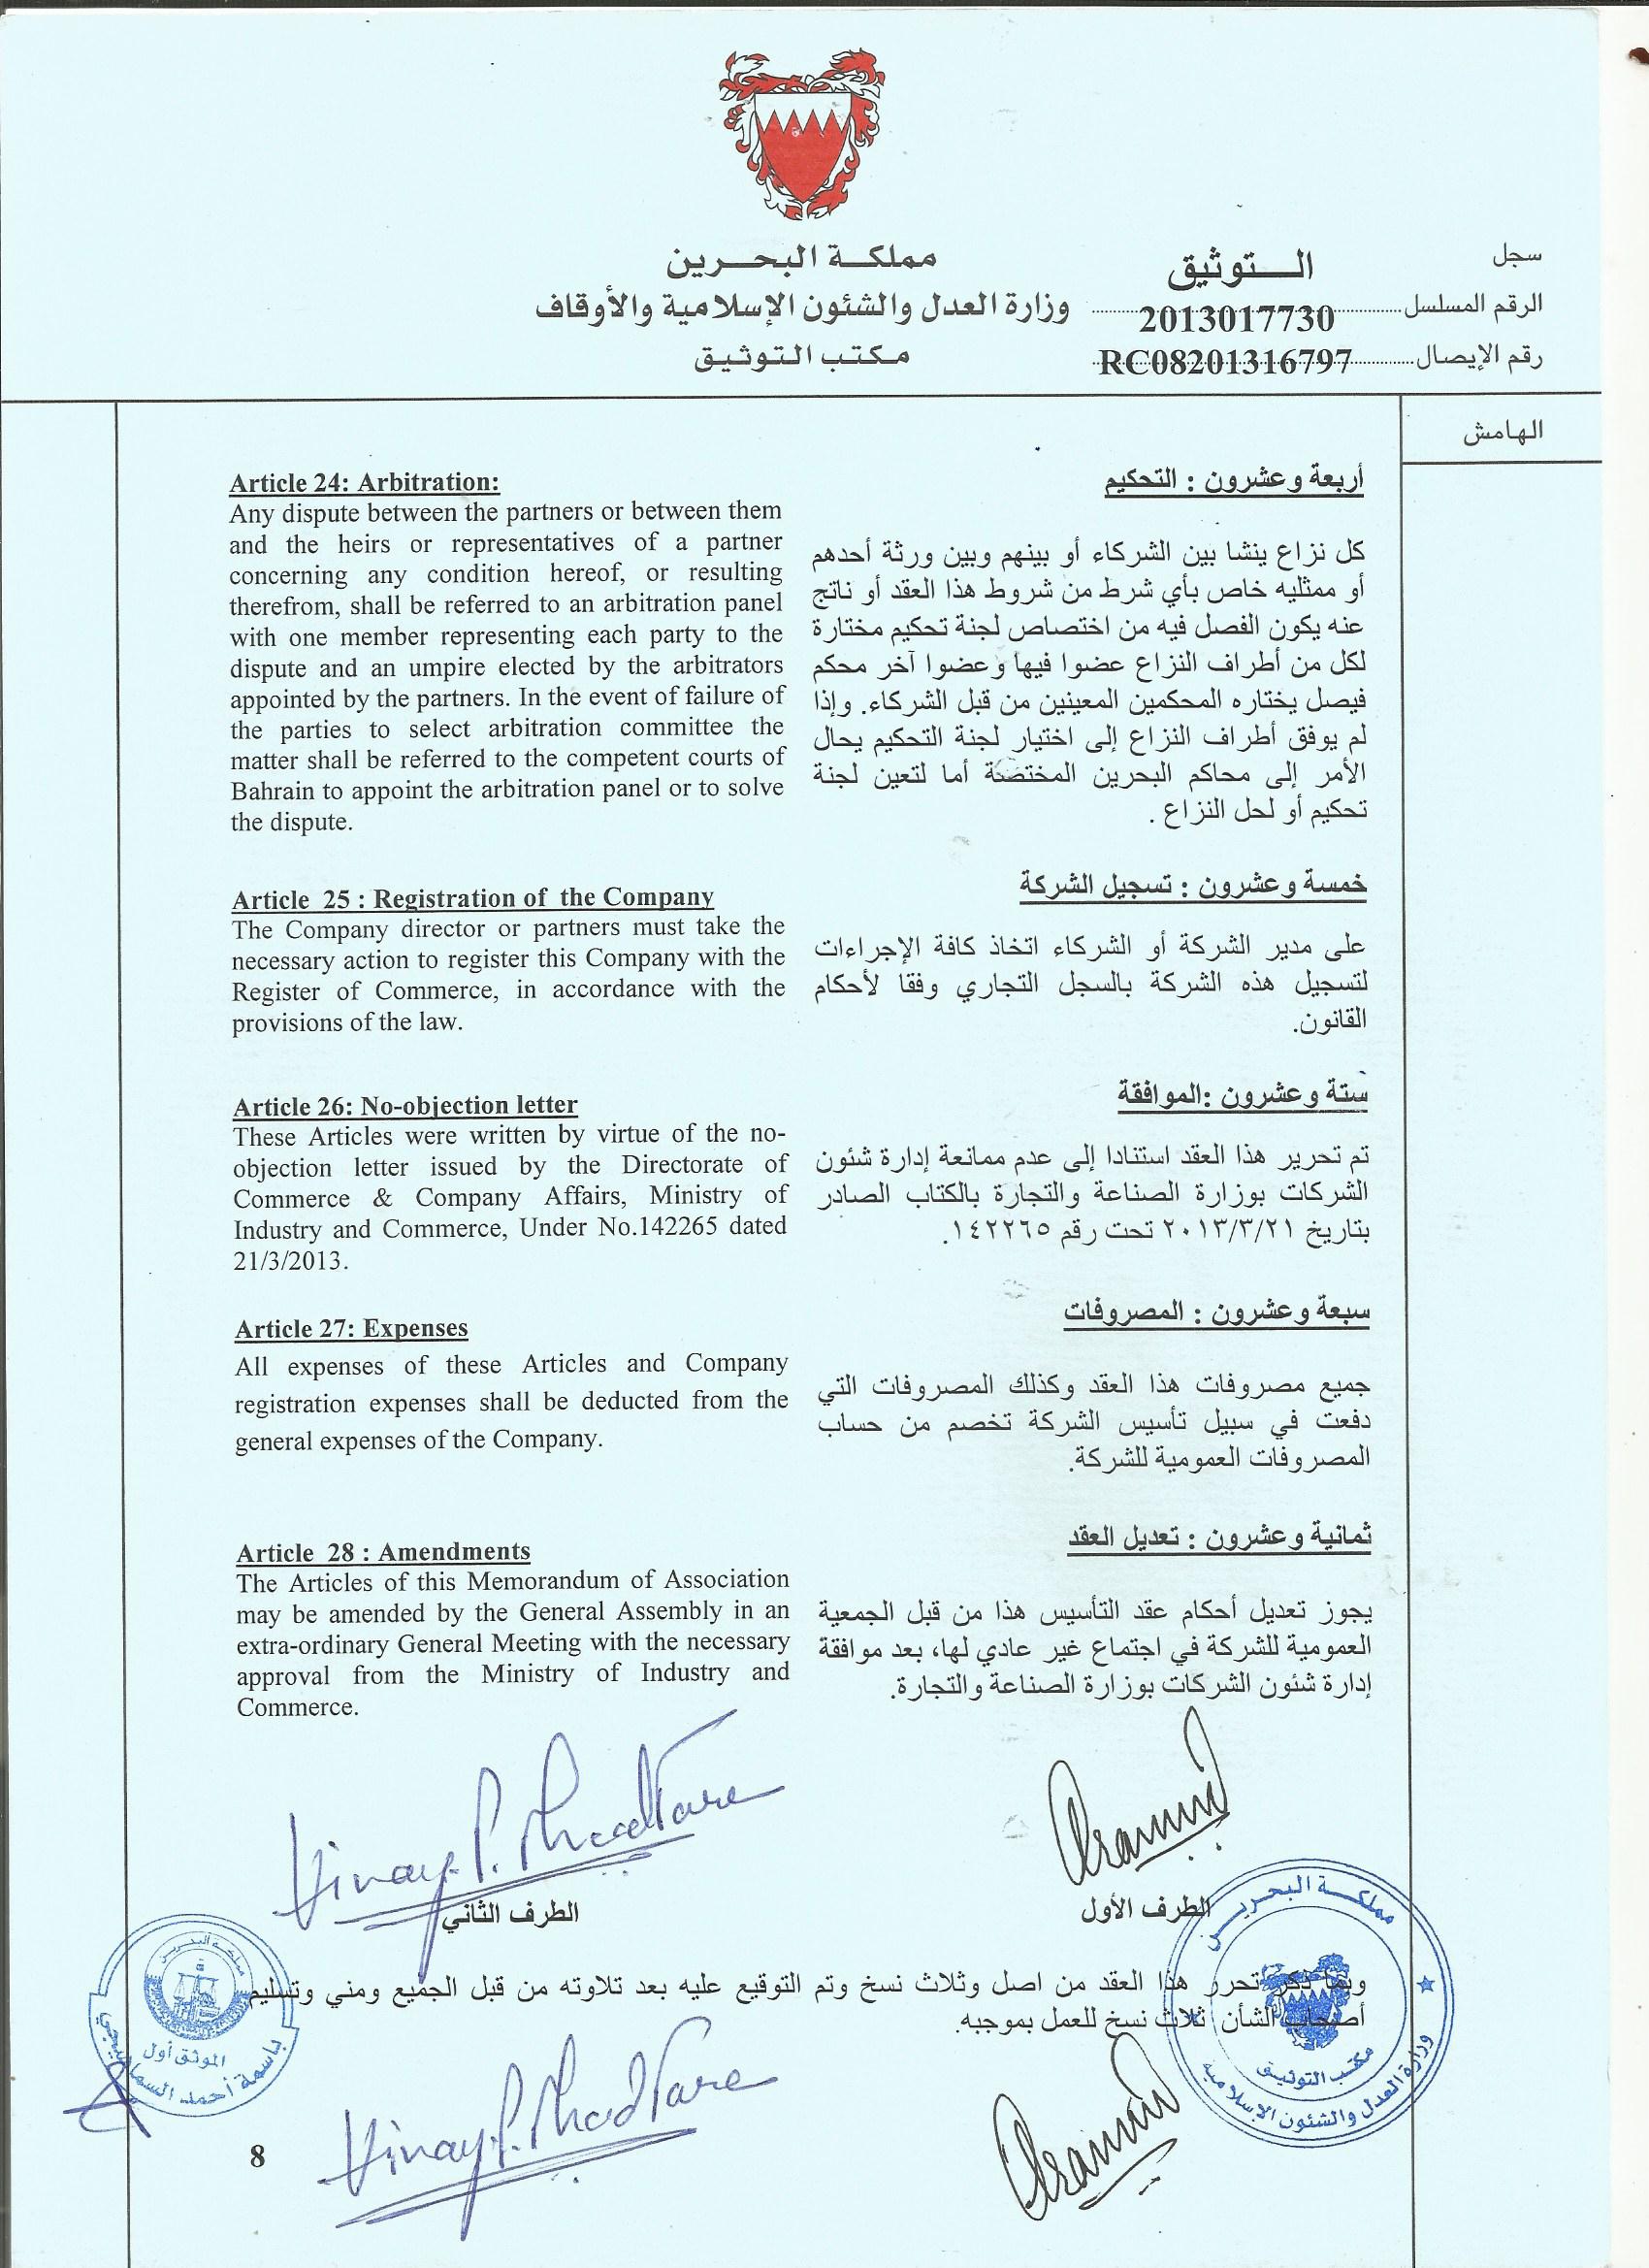 مملكة البحرين
وزارة العدل والشئون الإسلامية والأوقاف
مكتب التوثيق
سجل
التوثيق
الرقم المسلسل 2013017730
رقم الإيصال RC08201316797
الهامش
Article 24: Arbitration:
Any dispute between the partners or between them
and the heirs or representatives of a partner
concerning any condition hereof, or resulting
therefrom, shall be referred to an arbitration panel
with one member representing each party to the
dispute and an umpire elected by the arbitrators
appointed by the partners. In the event of failure of
the parties to select arbitration committee the
matter shall be referred to the competent courts of
Bahrain to appoint the arbitration panel or to solve
the dispute.
أربعة وعشرون : التحكيم
كل نزاع ينشا بين الشركاء أو بينهم وبين ورثة أحدهم
أو ممثليه خاص بأي شرط من شروط هذا العقد أو ناتج
عنه يكون الفصل فيه من اختصاص لجنة تحكيم مختارة
لكل من أطراف النزاع عضوا فيها وعضوا آخر محكم
فيصل يختاره المحكمين المعينين من قبل الشركاء. وإذا
لم يوفق أطراف النزاع إلى اختيار لجنة التحكيم يحال
الأمر إلى محاكم البحرين المختصة أما لتعين لجنة
تحكيم أو لحل النزاع .
Article 25 : Registration of the Company
The Company director or partners must take the
necessary action to register this Company with the
Register of Commerce, in accordance with the
provisions of the law.
خمسة وعشرون : تسجيل الشركة
على مدير الشركة أو الشركاء اتخاذ كافة الإجراءات
لتسجيل هذه الشركة بالسجل التجاري وفقا لأحكام
القانون.
Article 26: No-objection letter
These Articles were written by virtue of the no-
objection letter issued by the Directorate of
Commerce & Company Affairs, Ministry of
Industry and Commerce, Under No.142265 dated
21/3/2013.
ستة وعشرون :الموافقة
تم تحرير هذا العقد استنادا إلى عدم ممانعة إدارة شئون
الشركات بوزارة الصناعة والتجارة بالكتاب الصادر
بتاريخ ٢٠١٣/٣/٢١ تحت رقم ١٤٢٢٦٥.
Article 27: Expenses
All expenses of these Articles and Company
registration expenses shall be deducted from the
general expenses of the Company.
سبعة وعشرون : المصروفات
جميع مصروفات هذا العقد وكذلك المصروفات التي
دفعت في سبيل تأسيس الشركة تخصم من حساب
المصروفات العمومية للشركة.
Article 28 : Amendments
The Articles of this Memorandum of Association
may be amended by the General Assembly in an
extra-ordinary General Meeting with the necessary
approval from the Ministry of Industry and
Commerce.
ثمانية وعشرون : تعديل العقد
يجوز تعديل أحكام عقد التأسيس هذا من قبل الجمعية
العمومية للشركة في اجتماع غير عادي لها، بعد موافقة
إدارة شئون الشركات بوزارة الصناعة والتجارة.
الطرف الأول
الطرف الثاني
وبما ذكر تحرر هذا العقد من اصل وثلاث نسخ وتم التوقيع عليه بعد تلاوته من قبل الجميع ومني وتسليم
أصحاب الشأن ثلاث نسخ للعمل بموجبه.
مملكة البحرين
وزارة العدل والشئون الإسلامية
مكتب التوثيق
مملكة البحرين
الموثق أول
باسمة أحمد
8